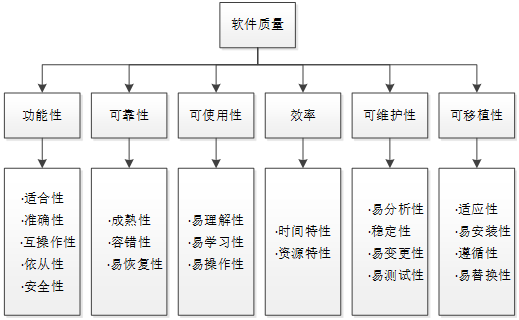 软件质量
功能性
可靠性
可使用性
效率
可维护性
可移植性
·适合性
·准确性
·互操作性
·依从性
·安全性
·成熟性
·容错性
·易恢复性
·易理解性
·易学习性
·易操作性
·时间特性
·资源特性
·易分析性
·稳定性
·易变更性
·易测试性
·适应性
·易安装性
·遵循性
·易替换性